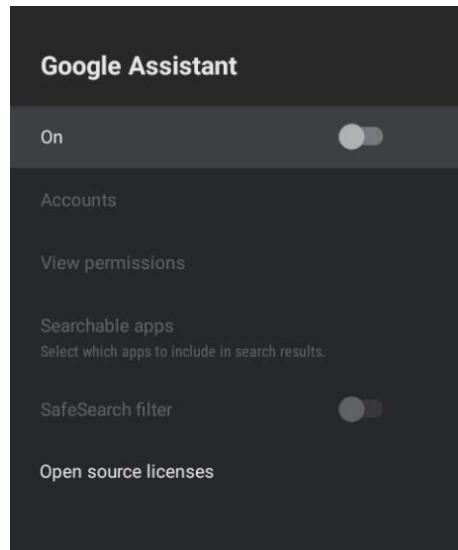 Google Assistant
On
Accounts
View permissions
Searchable apps
Select which apps to include in search results.
SafeSearch filter
Open source licenses